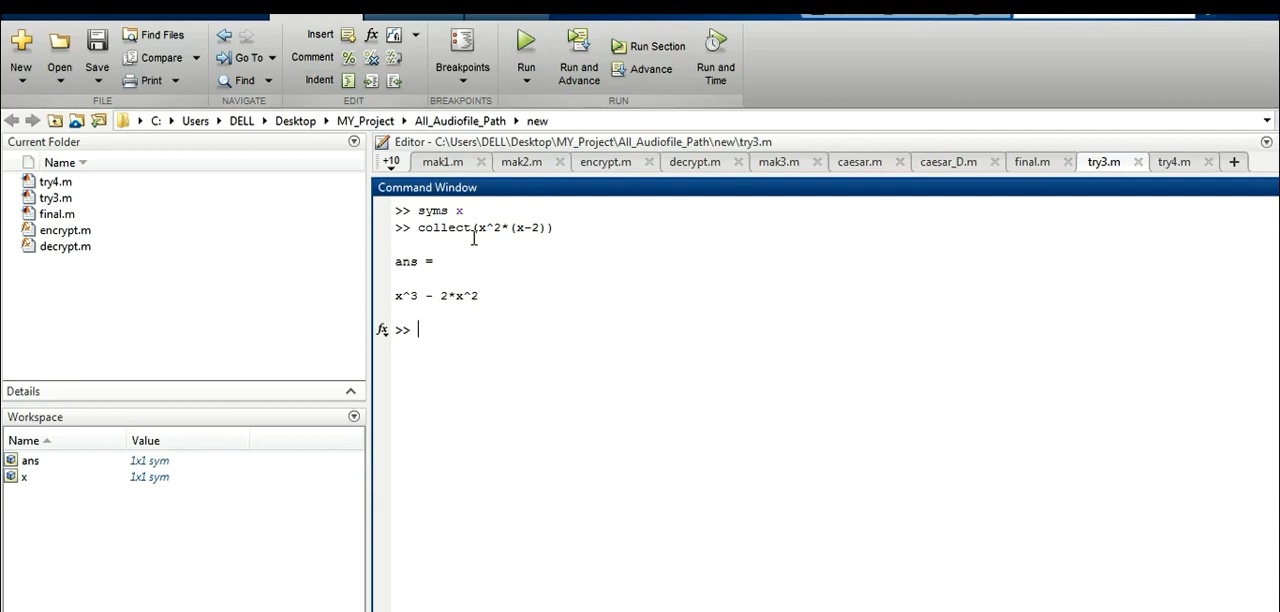 Insert fx
Find Files
Compare
Print
Go To
Find
Comment %
Indent
New Open Save
Breakpoints
Run
Run and Advance
Run Section
Advance
Run and Time
FILE NAVIGATE EDIT BREAKPOINTS RUN
C: Users DELL Desktop MY_Project All_Audiofile_Path new
Current Folder
Name
try4.m
try3.m
final.m
encrypt.m
decrypt.m
Details
Workspace
Name Value
ans 1x1 sym
x 1x1 sym
Editor - C:\Users\DELL\Desktop\MY_Project\All_Audiofile_Path\new\try3.m
+10 mak1.m mak2.m encrypt.m decrypt.m mak3.m caesar.m caesar_D.m final.m try3.m try4.m +
Command Window
>> syms x
>> collect(x^2*(x-2))
ans =
x^3 - 2*x^2
fx >>